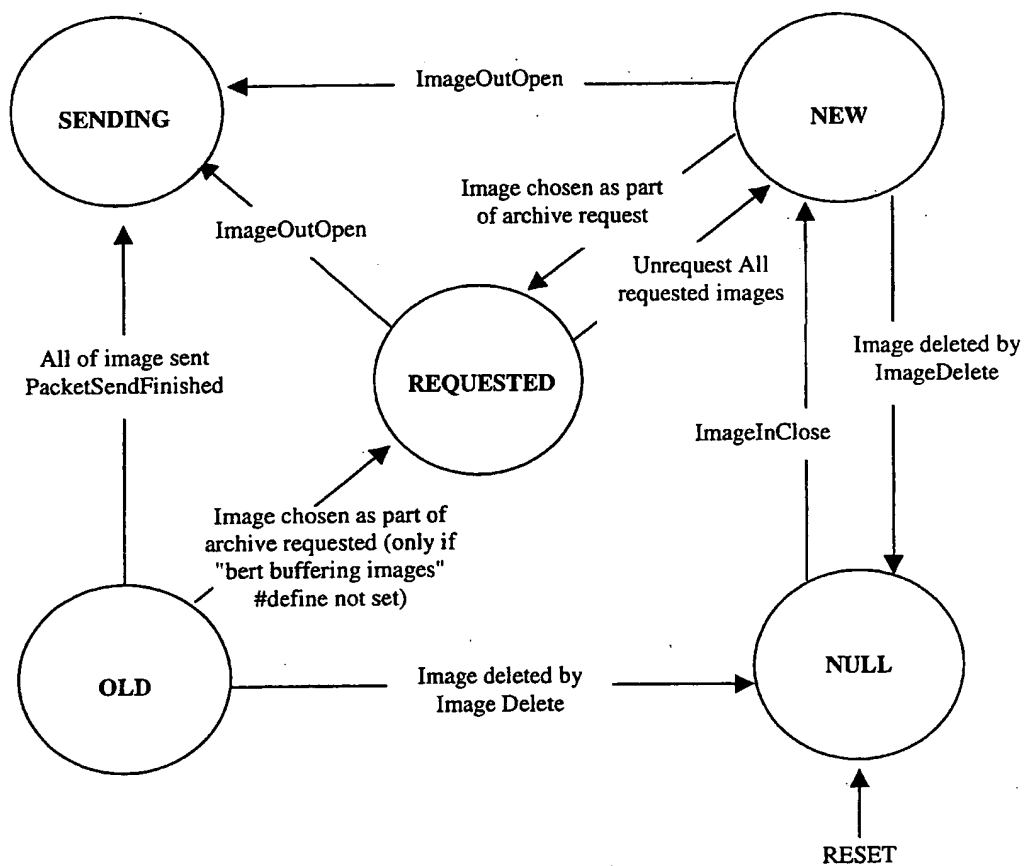 ImageOutOpen
SENDING
NEW
Image chosen as part
of archive request
ImageOutOpen
Unrequest All
requested images
All of image sent
PacketSendFinished
REQUESTED
Image deleted by
ImageDelete
ImageInClose
Image chosen as part of
archive requested (only if
"bert buffering images"
#define not set)
OLD
Image deleted by
Image Delete
NULL
RESET